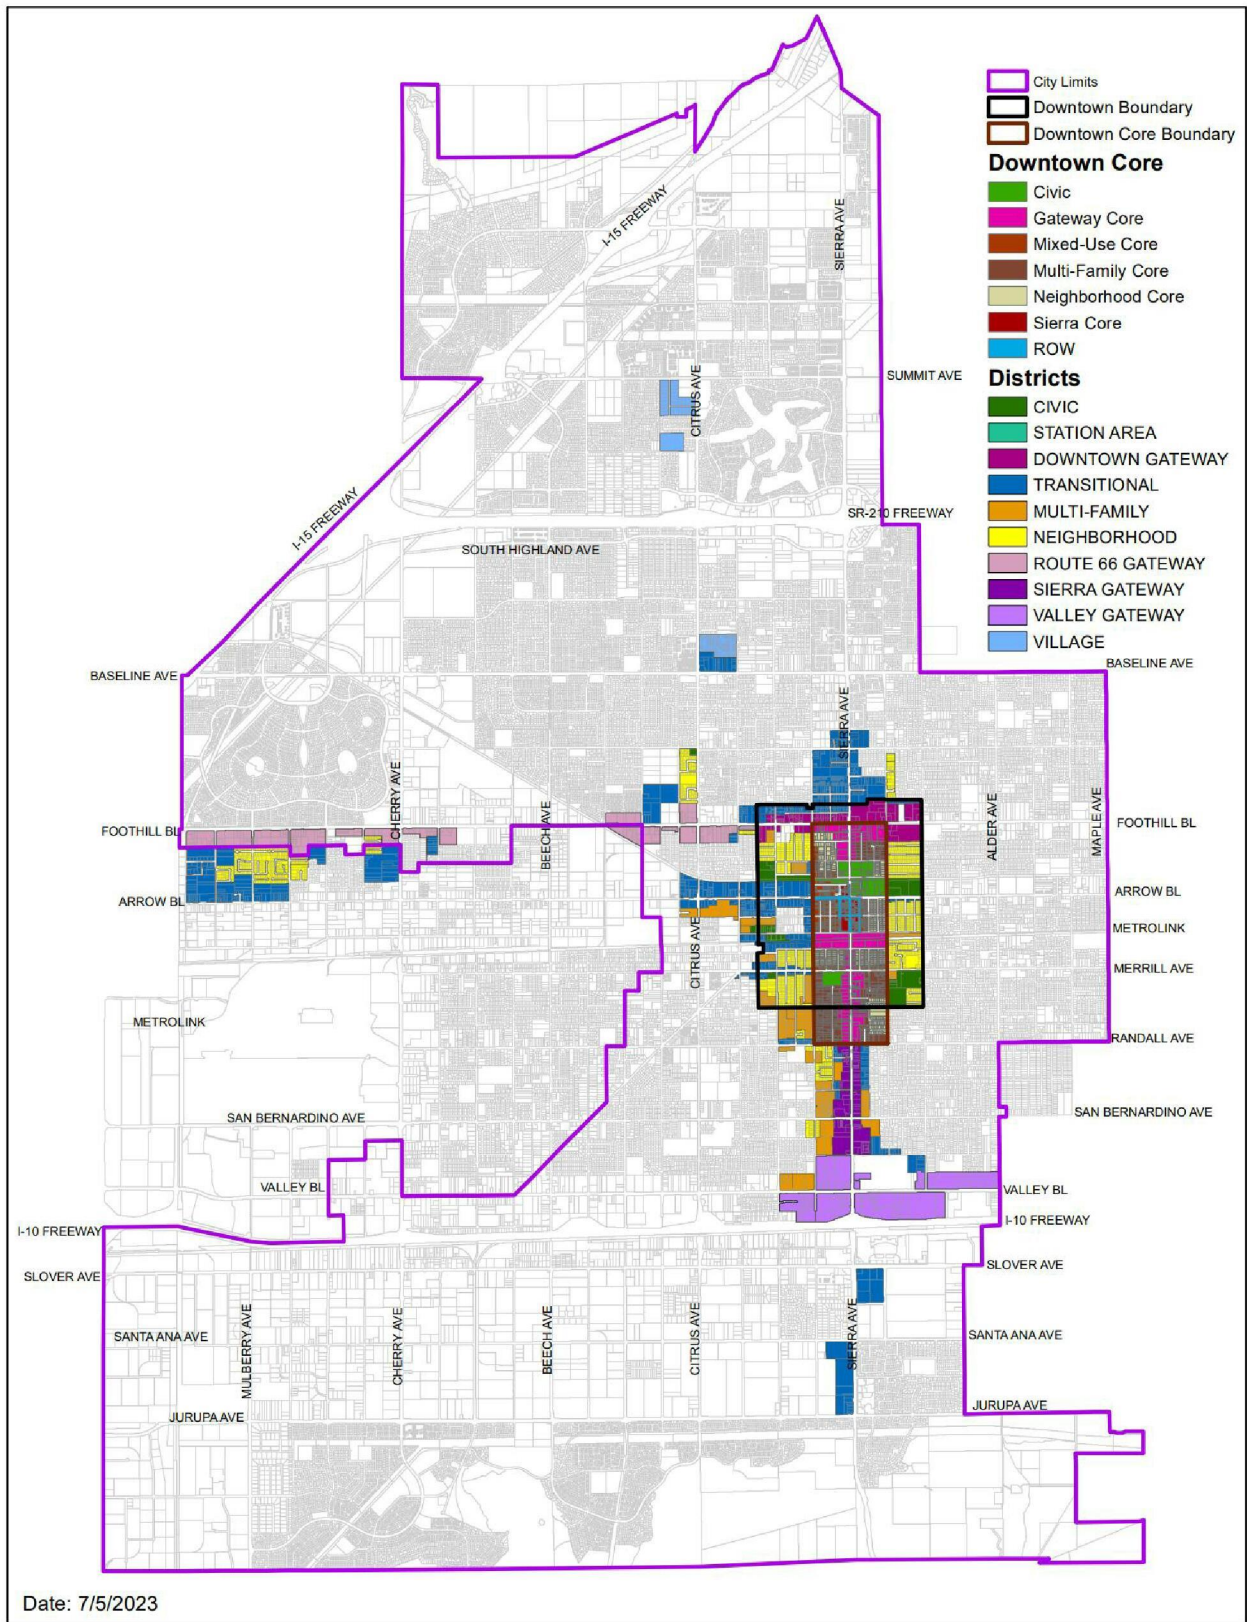 City Limits
Downtown Boundary
Downtown Core Boundary
Downtown Core
Civic
Gateway Core
Mixed-Use Core
Multi-Family Core
Neighborhood Core
Sierra Core
ROW
Districts
CIVIC
STATION AREA
DOWNTOWN GATEWAY
TRANSITIONAL
MULTI-FAMILY
NEIGHBORHOOD
ROUTE 66 GATEWAY
SIERRA GATEWAY
VALLEY GATEWAY
VILLAGE
I-15 FREEWAY
SIERRA AVE
SUMMIT AVE
CITRUS AVE
I-15 FREEWAY
SR-210 FREEWAY
SOUTH HIGHLAND AVE
BASELINE AVE
BASELINE AVE
SIERRA AVE
CHERRY AVE
BEECH AVE
ALDER AVE
MAPLE AVE
FOOTHILL BL
FOOTHILL BL
ARROW BL
ARROW BL
METROLINK
CITRUS AVE
MERRILL AVE
METROLINK
RANDALL AVE
SAN BERNARDINO AVE
SAN BERNARDINO AVE
VALLEY BL
VALLEY BL
I-10 FREEWAY
I-10 FREEWAY
SLOVER AVE
SLOVER AVE
MULBERRY AVE
CHERRY AVE
BEECH AVE
CITRUS AVE
SIERRA AVE
SANTA ANA AVE
SANTA ANA AVE
JURUPA AVE
JURUPA AVE
Date: 7/5/2023